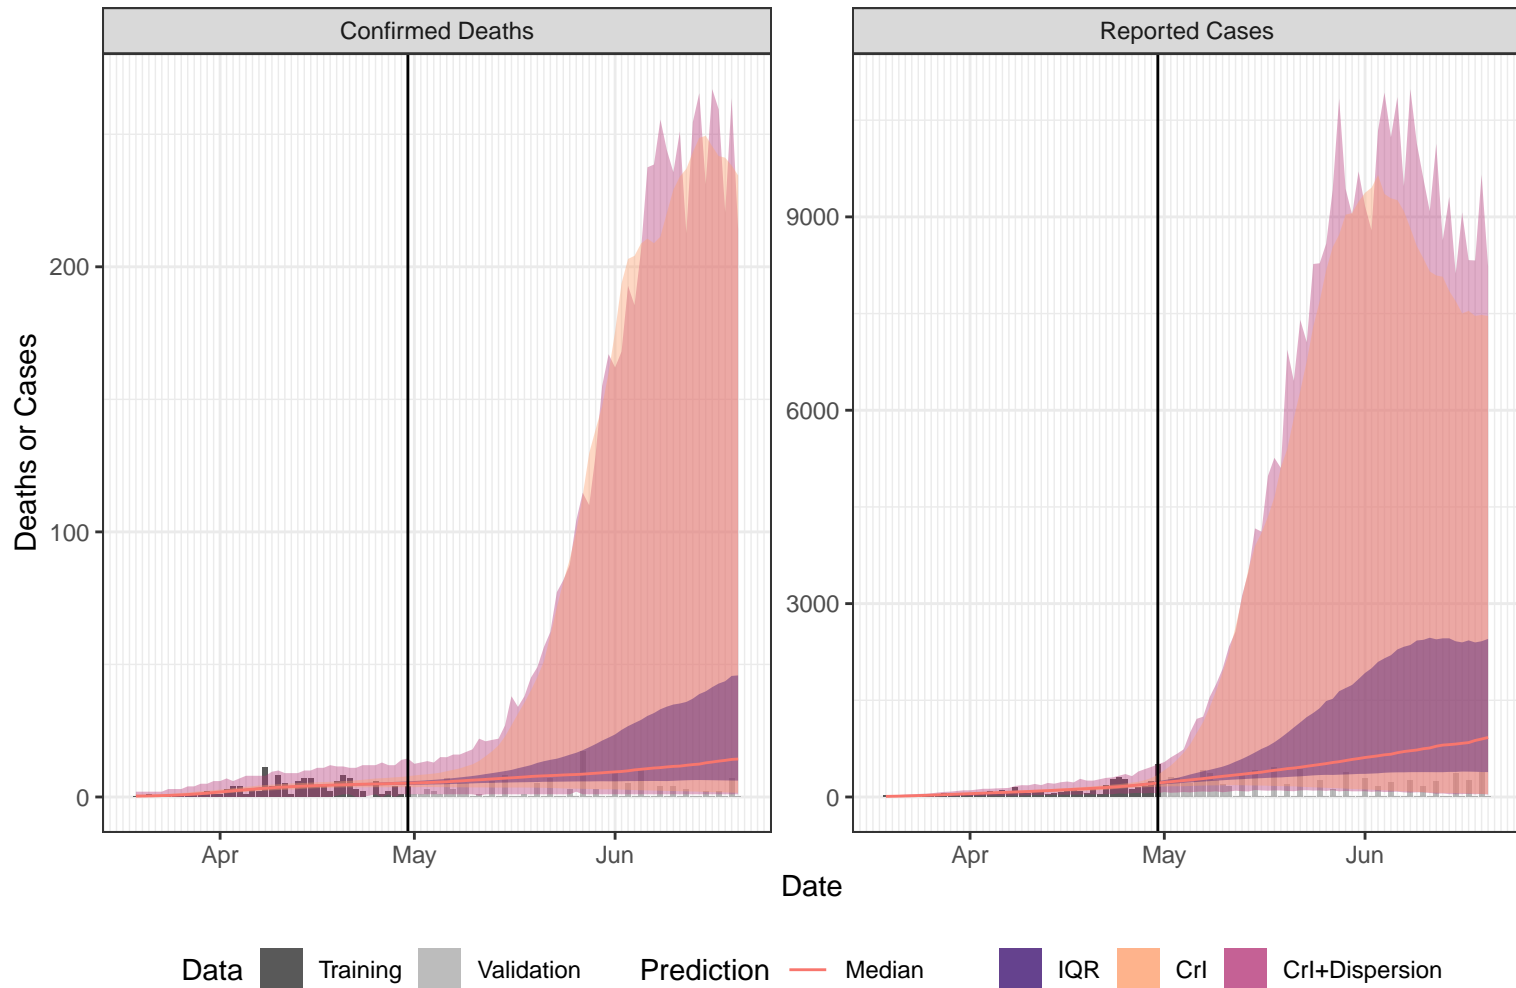 Confirmed Deaths
Reported Cases
Deaths or Cases
200
100
0
9000
6000
3000
0
Apr May Jun
Apr May Jun
Date
Data Training Validation Prediction Median IQR CrI CrI+Dispersion